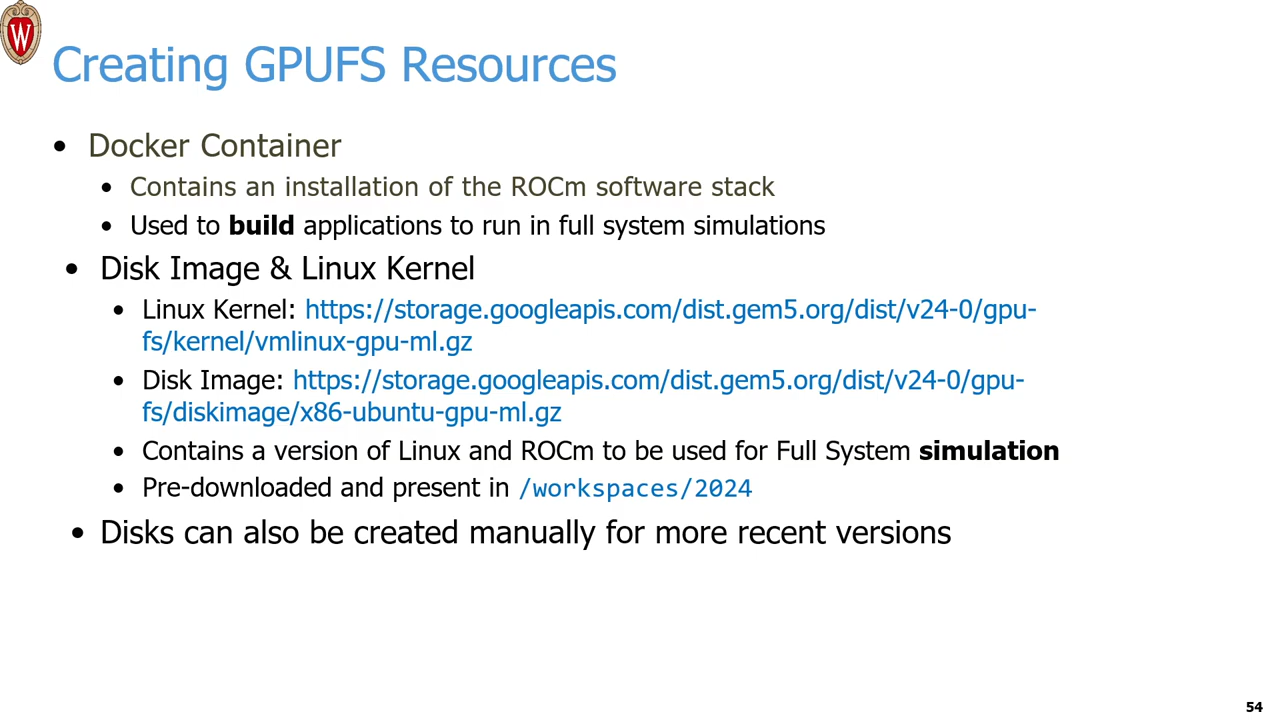 W
Creating GPUFS Resources
• Docker Container
• Contains an installation of the ROCm software stack
• Used to build applications to run in full system simulations
• Disk Image & Linux Kernel
• Linux Kernel: https://storage.googleapis.com/dist.gem5.org/dist/v24-0/gpu-
fs/kernel/vmlinux-gpu-ml.gz
• Disk Image: https://storage.googleapis.com/dist.gem5.org/dist/v24-0/gpu-
fs/diskimage/x86-ubuntu-gpu-ml.gz
• Contains a version of Linux and ROCm to be used for Full System simulation
• Pre-downloaded and present in /workspaces/2024
• Disks can also be created manually for more recent versions
54